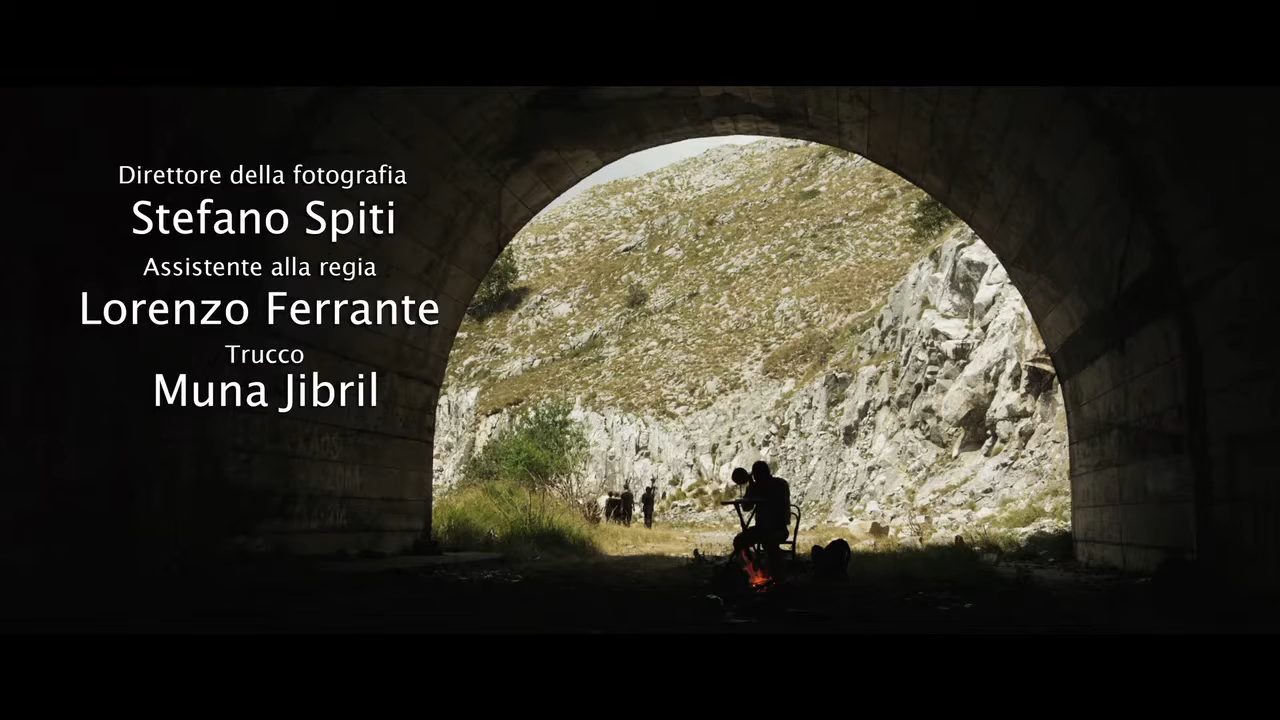 Direttore della fotografia
Stefano Spiti
Assistente alla regia
Lorenzo Ferrante
Trucco
Muna Jibril